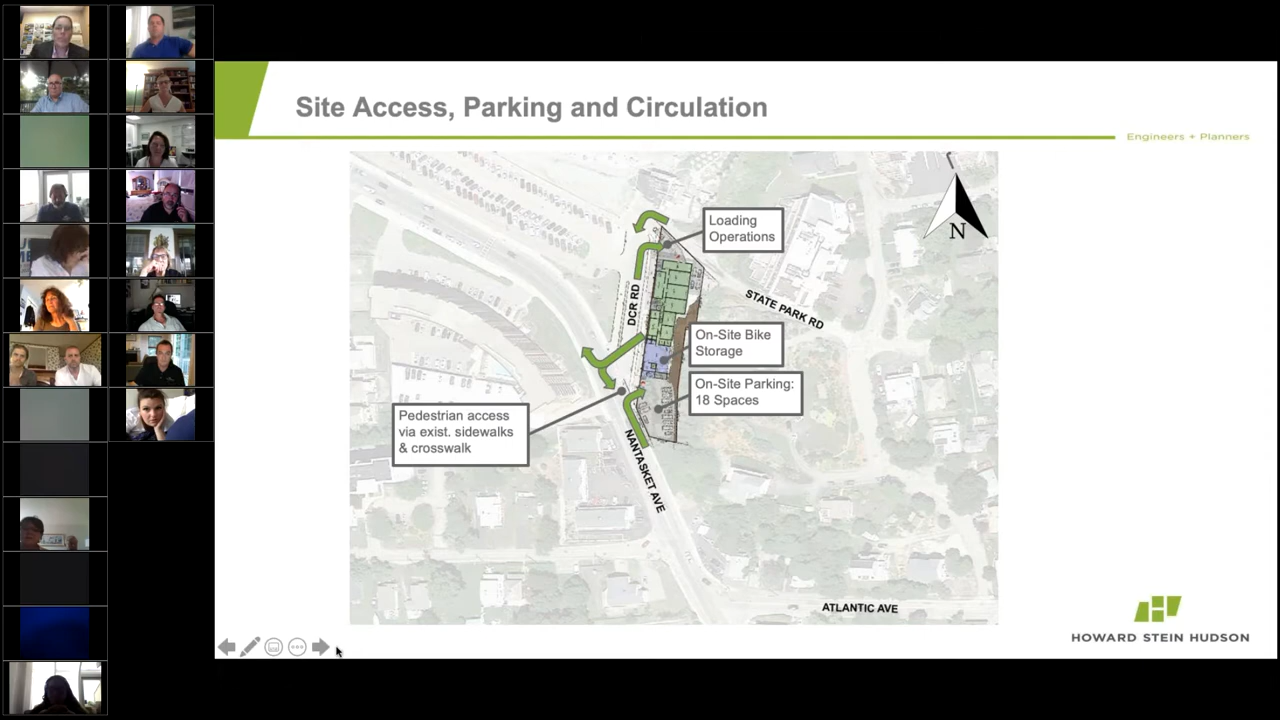 Site Access, Parking and Circulation
Engineers + Planners
Loading
Operations
N
DCR RD
STATE PARK RD
On-Site Bike
Storage
On-Site Parking:
18 Spaces
Pedestrian access
via exist. sidewalks
& crosswalk
NANTASKET AVE
ATLANTIC AVE
HOWARD STEIN HUDSON